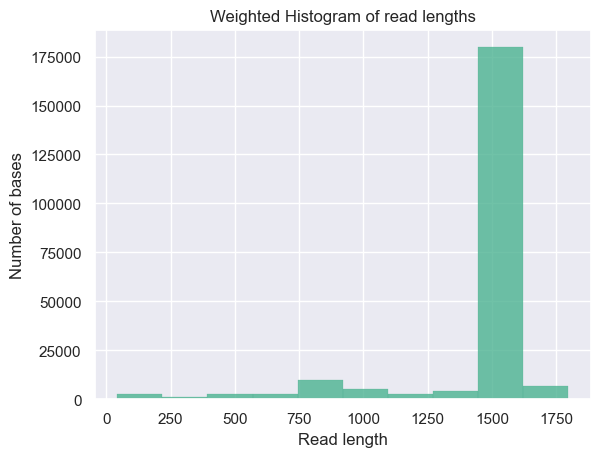 Weighted Histogram of read lengths
175000
150000
125000
100000
75000
50000
25000
0
Number of bases
0 250 500 750 1000 1250 1500 1750
Read length